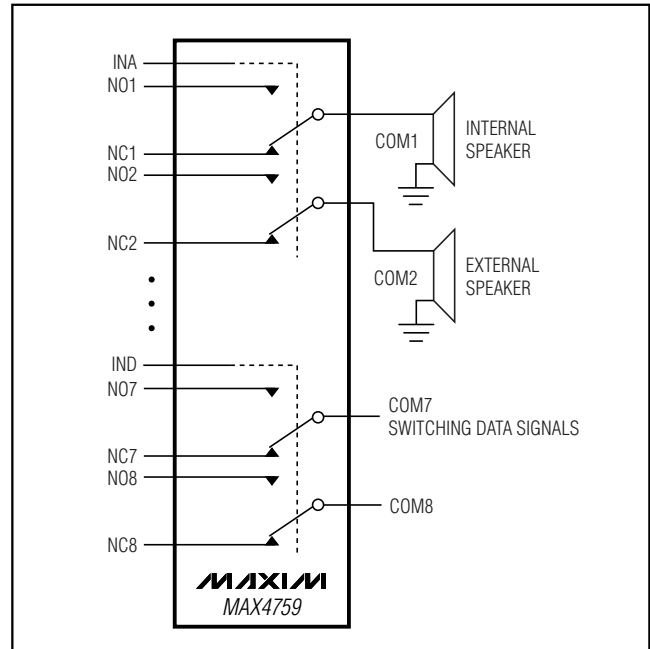 INA
NO1
NC1
NO2
NC2
COM1
INTERNAL
SPEAKER
COM2
EXTERNAL
SPEAKER
IND
NO7
NC7
NO8
NC8
COM7
SWITCHING DATA SIGNALS
COM8
MAXIM
MAX4759